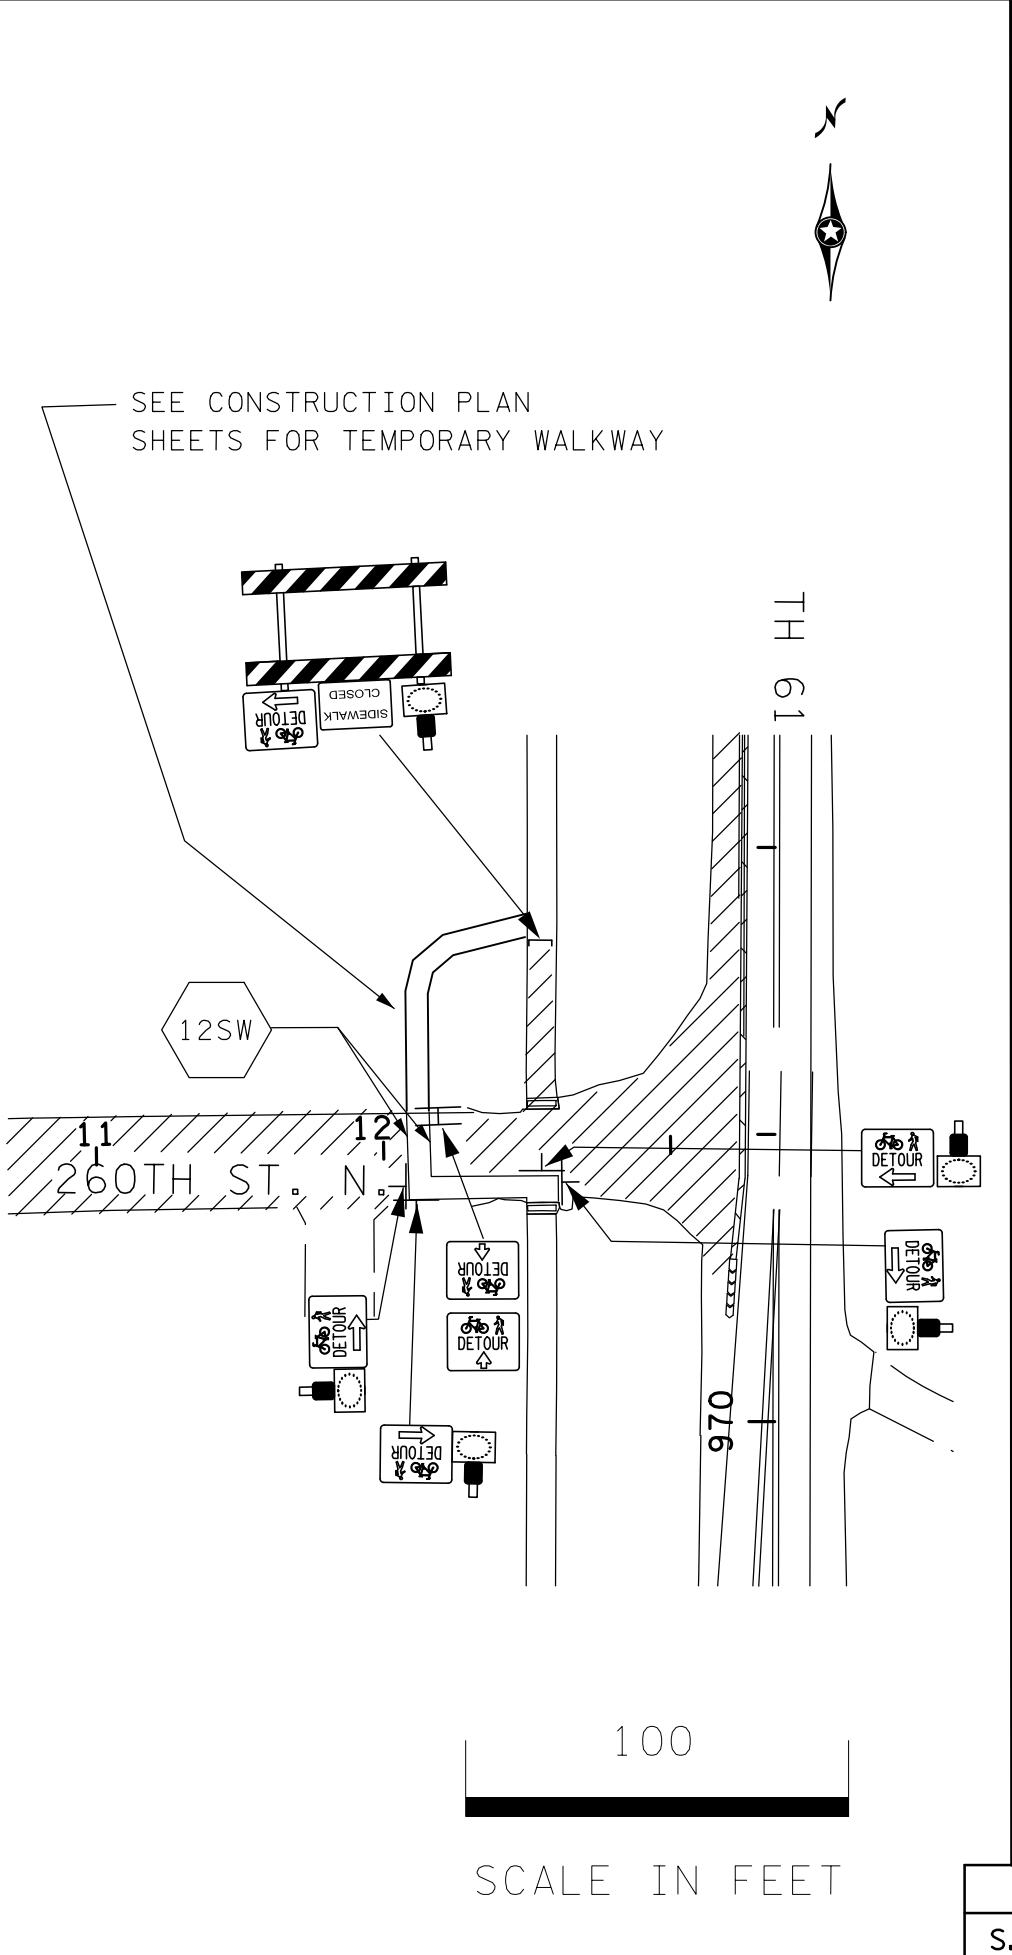 N
SEE CONSTRUCTION PLAN
SHEETS FOR TEMPORARY WALKWAY
TH 61
DETOUR
SIDEWALK
CLOSED
12SW
11
12
260TH ST. N.
DETOUR
DETOUR
DETOUR
DETOUR
DETOUR
DETOUR
970
100
SCALE IN FEET
S.